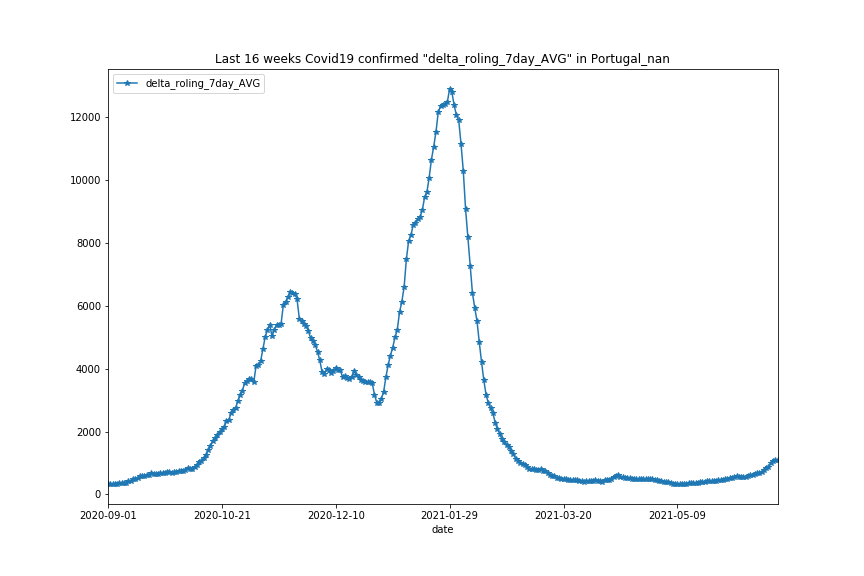 Last 16 weeks Covid19 confirmed "delta_roling_7day_AVG" in Portugal_nan
delta_roling_7day_AVG
12000
10000
8000
6000
4000
2000
0
2020-09-01 2020-10-21 2020-12-10 2021-01-29 2021-03-20 2021-05-09
date